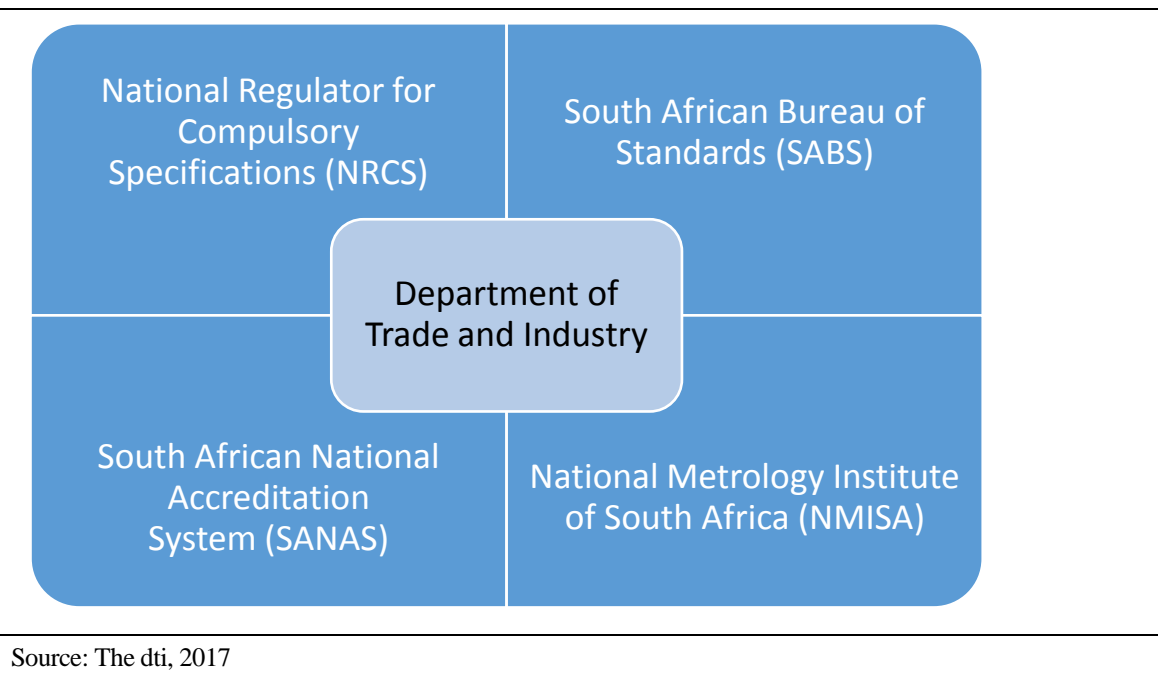 National Regulator for
Compulsory
Specifications (NRCS)
South African Bureau of
Standards (SABS)
Department of
Trade and Industry
South African National
Accreditation
System (SANAS)
National Metrology Institute
of South Africa (NMISA)
Source: The dti, 2017